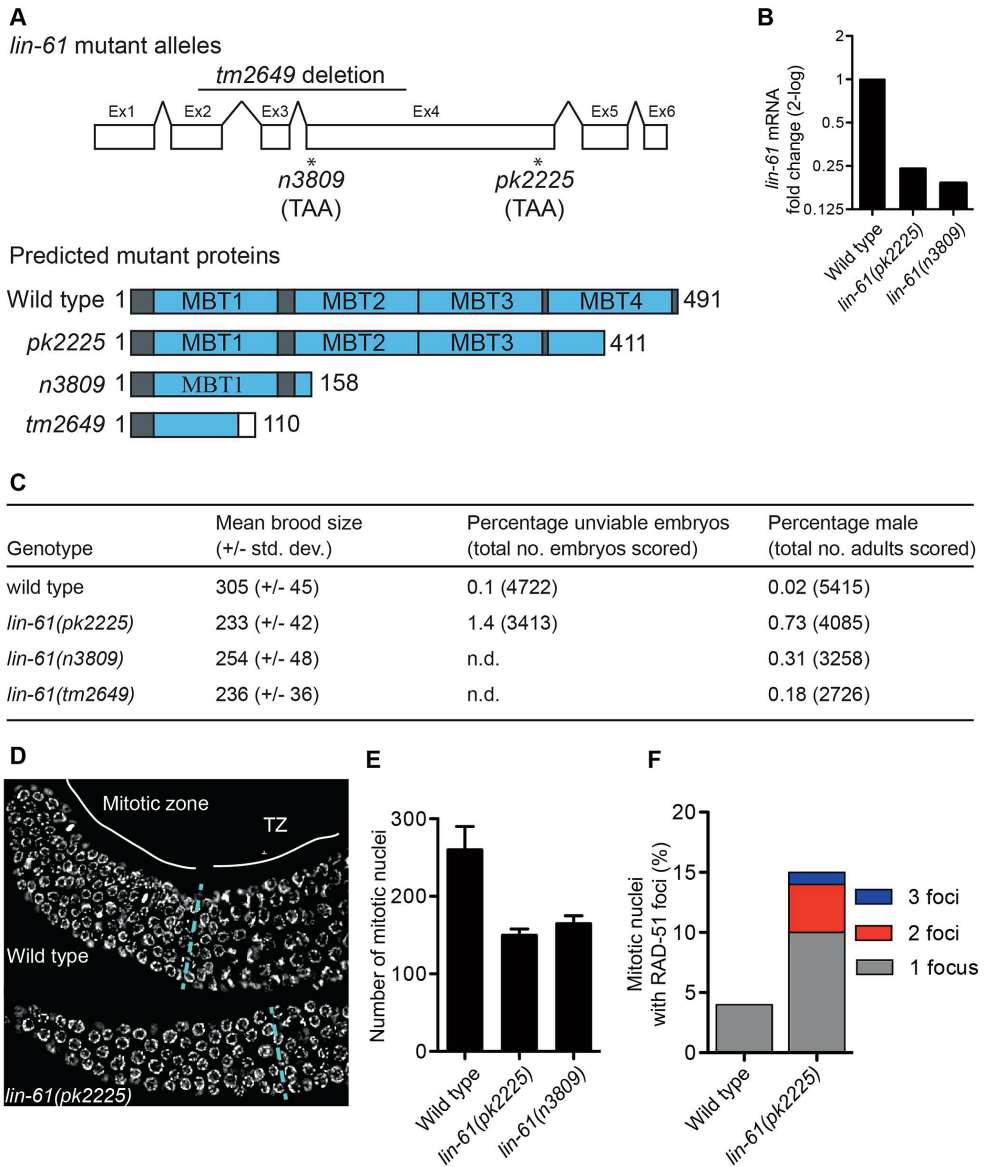 A
lin-61 mutant alleles
tm2649 deletion
Ex1 Ex2 Ex3 Ex4 Ex5 Ex6
* *
n3809 pk2225
(TAA) (TAA)
Predicted mutant proteins
Wild type 1 MBT1 MBT2 MBT3 MBT4 491
pk2225 1 MBT1 MBT2 MBT3 411
n3809 1 MBT1 158
tm2649 1 110
B
lin-61 mRNA
fold change (2-log)
2
1
0.5
0.25
0.125
Wild type
lin-61(pk2225)
lin-61(n3809)
C
Genotype Mean brood size (+/- std. dev.) Percentage unviable embryos (total no. embryos scored) Percentage male (total no. adults scored)
wild type 305 (+/- 45) 0.1 (4722) 0.02 (5415)
lin-61(pk2225) 233 (+/- 42) 1.4 (3413) 0.73 (4085)
lin-61(n3809) 254 (+/- 48) n.d. 0.31 (3258)
lin-61(tm2649) 236 (+/- 36) n.d. 0.18 (2726)
D
Mitotic zone
TZ
Wild type
lin-61(pk2225)
E
Number of mitotic nuclei
300
200
100
0
Wild type
lin-61(pk2225)
lin-61(n3809)
F
Mitotic nuclei
with RAD-51 foci (%)
20
15
10
5
0
Wild type
lin-61(pk2225)
3 foci
2 foci
1 focus